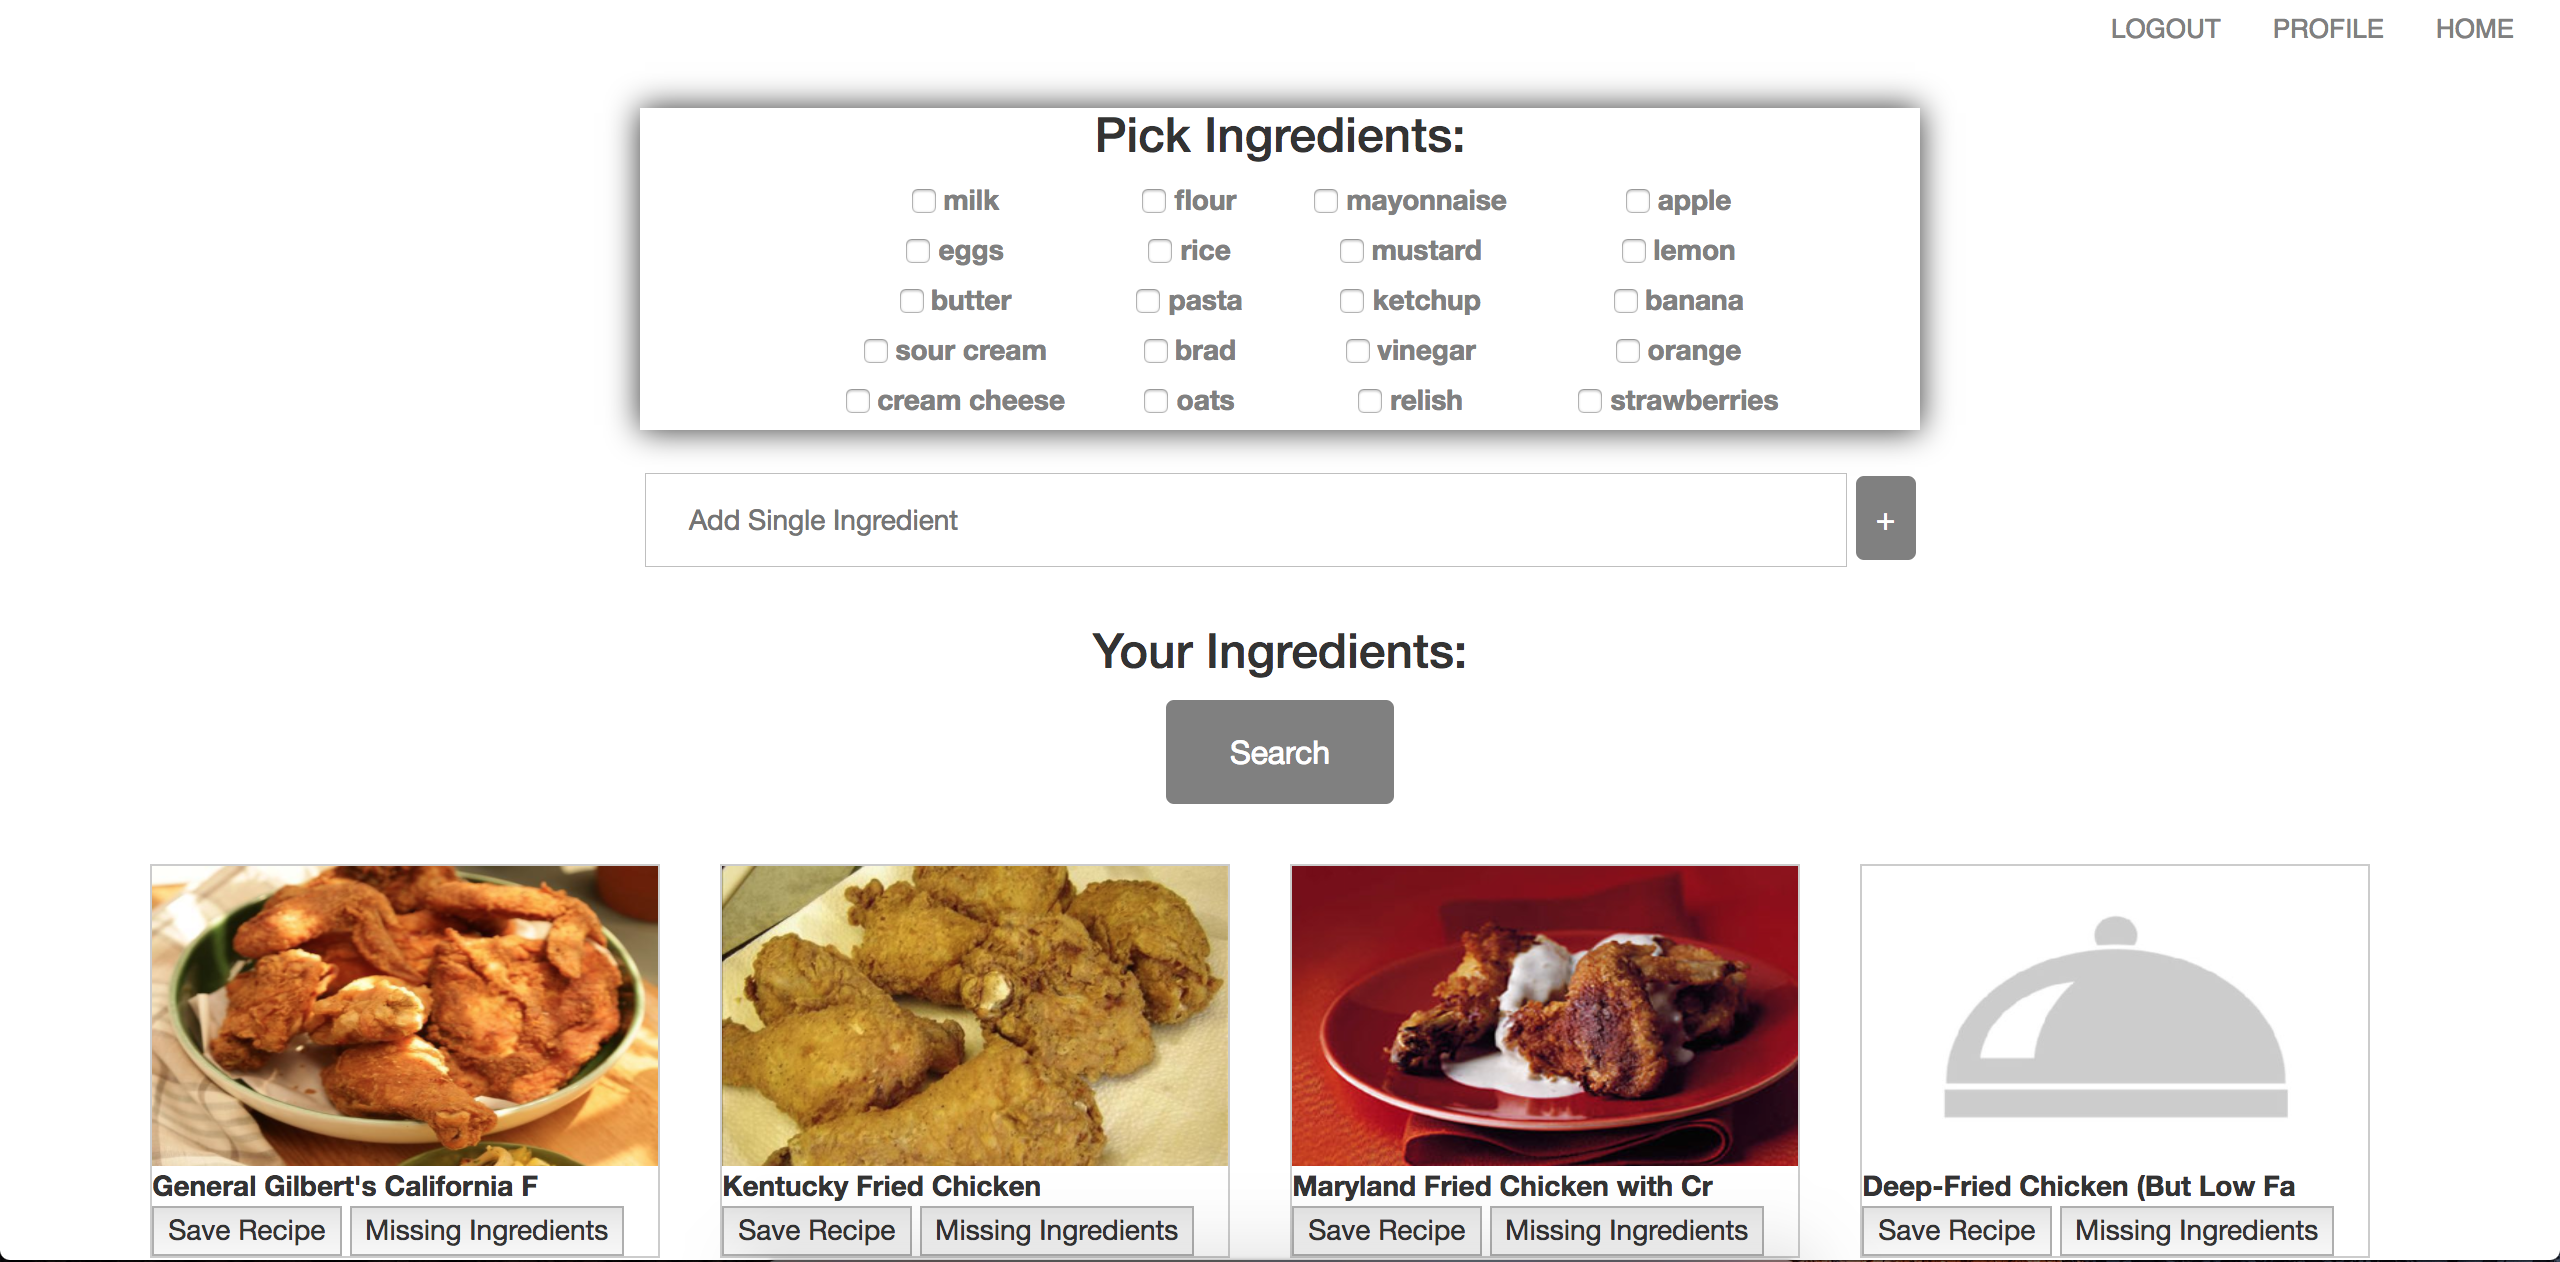 LOGOUT PROFILE HOME
Pick Ingredients:
milk flour mayonnaise apple
eggs rice mustard lemon
butter pasta ketchup banana
sour cream brad vinegar orange
cream cheese oats relish strawberries
Add Single Ingredient +
Your Ingredients:
Search
General Gilbert's California F Kentucky Fried Chicken Maryland Fried Chicken with Cr Deep-Fried Chicken (But Low Fa
Save Recipe Missing Ingredients Save Recipe Missing Ingredients Save Recipe Missing Ingredients Save Recipe Missing Ingredients